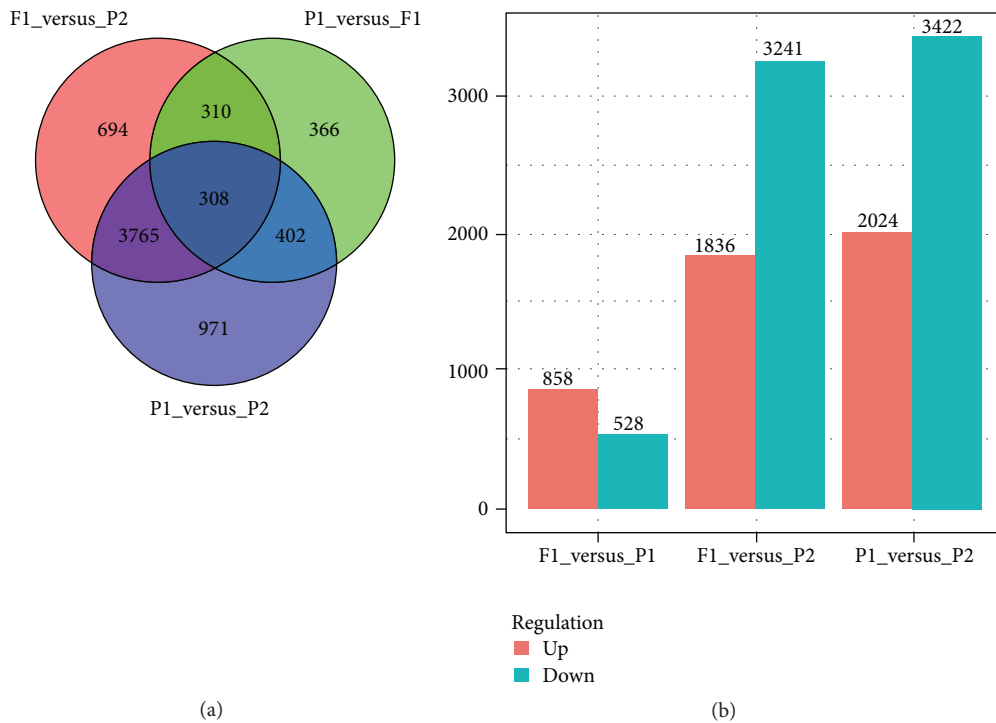 F1_versus_P2
P1_versus_F1
694
310
366
308
3765
402
971
P1_versus_P2
(a)
3000
2000
1000
0
858
528
1836
3241
2024
3422
F1_versus_P1
F1_versus_P2
P1_versus_P2
Regulation
Up
Down
(b)